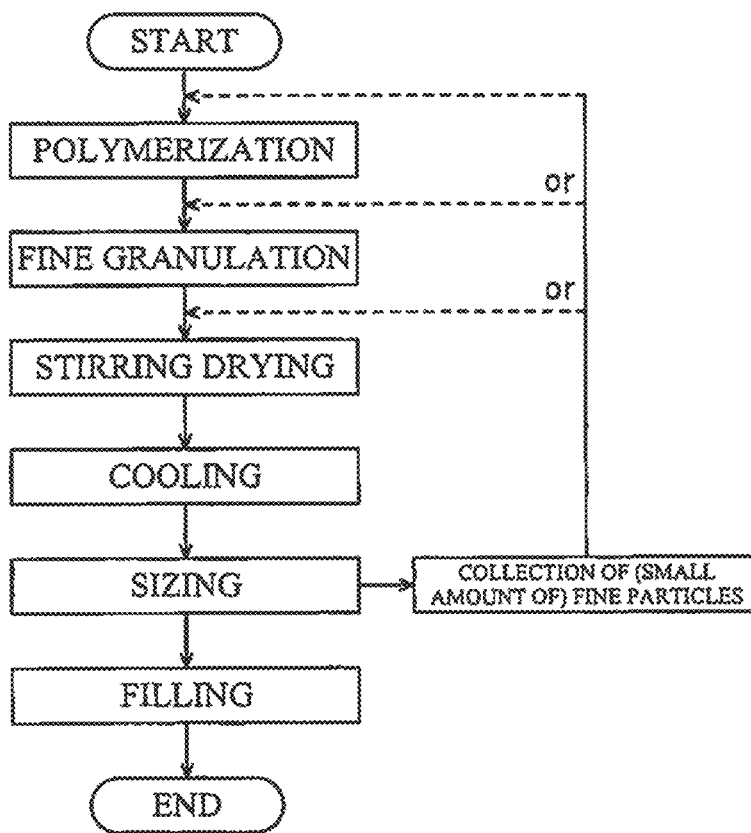 START
POLYMERIZATION
or
FINE GRANULATION
or
STIRRING DRYING
COOLING
SIZING
COLLECTION OF (SMALL
AMOUNT OF) FINE PARTICLES
FILLING
END